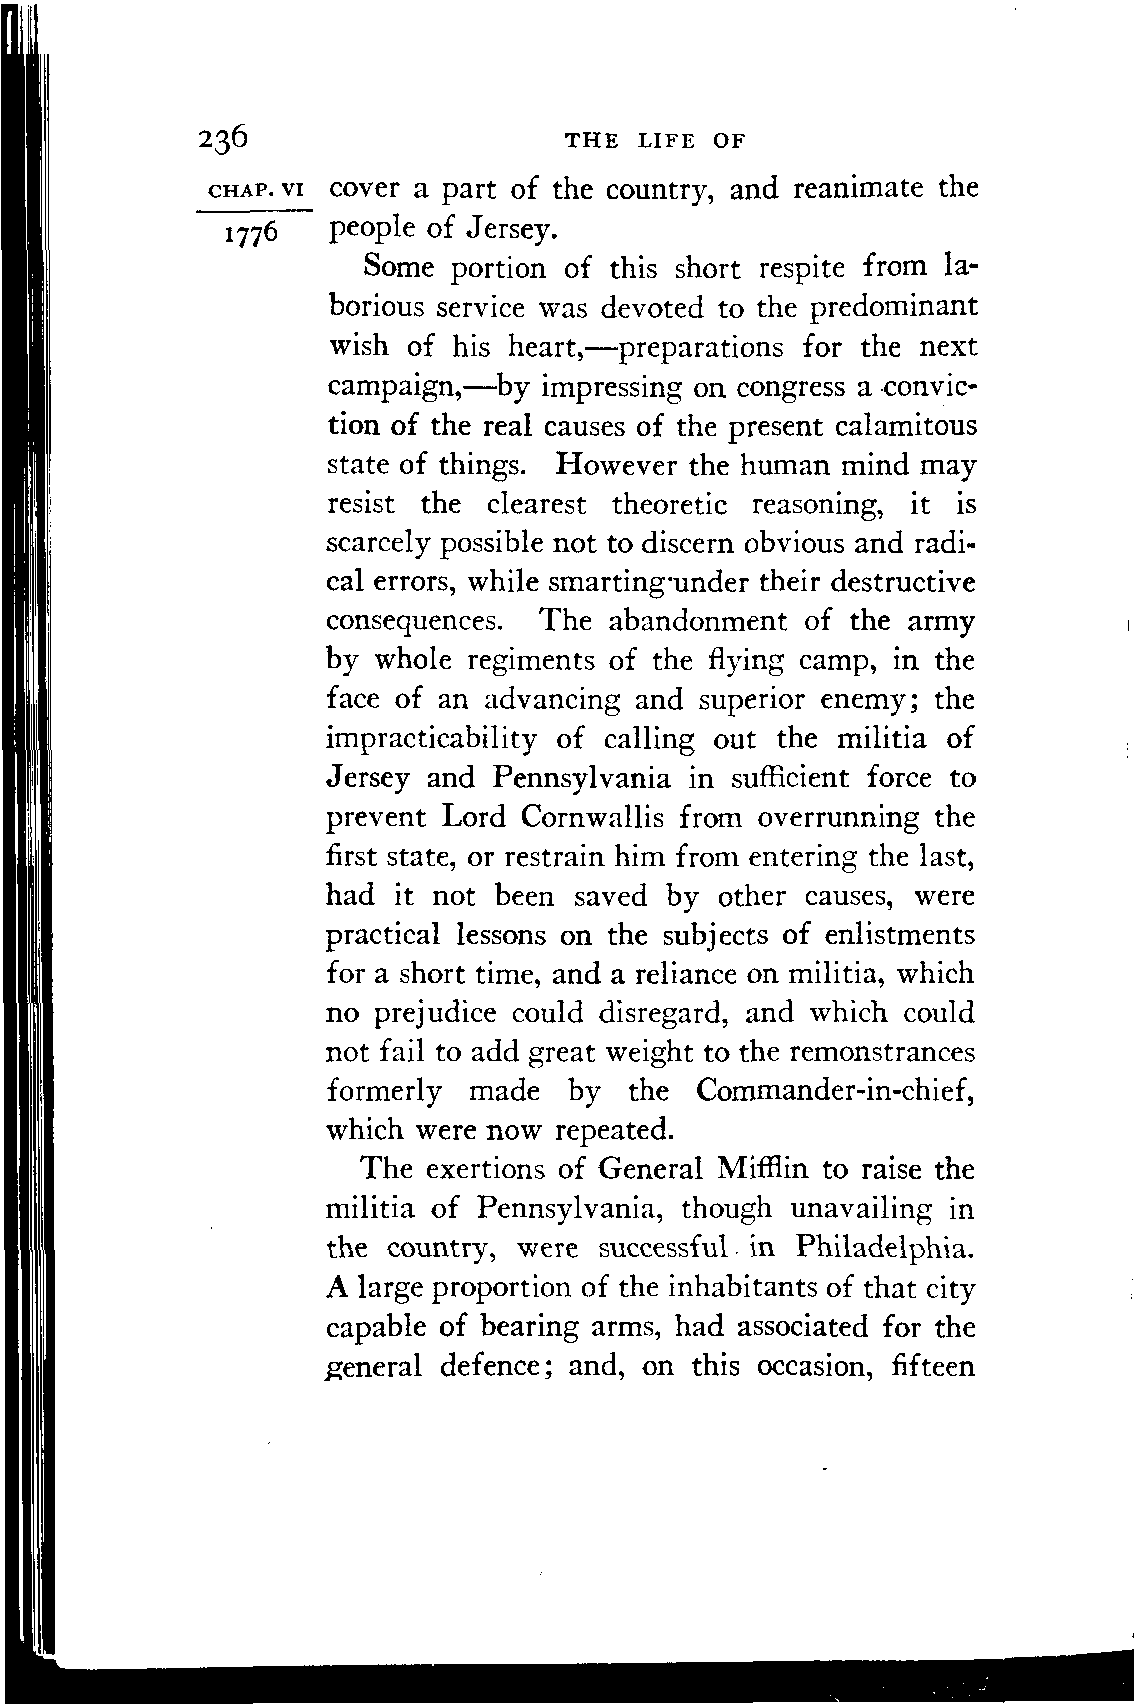 236 THE LIFE OF
CHAP. VI cover a part of the country, and reanimate the
1776 people of Jersey.
Some portion of this short respite from la-
borious service was devoted to the predominant
wish of his heart,—preparations for the next
campaign,—by impressing on congress a convic-
tion of the real causes of the present calamitous
state of things. However the human mind may
resist the clearest theoretic reasoning, it is
scarcely possible not to discern obvious and radi-
cal errors, while smarting under their destructive
consequences. The abandonment of the army
by whole regiments of the flying camp, in the
face of an advancing and superior enemy; the
impracticability of calling out the militia of
Jersey and Pennsylvania in sufficient force to
prevent Lord Cornwallis from overrunning the
first state, or restrain him from entering the last,
had it not been saved by other causes, were
practical lessons on the subjects of enlistments
for a short time, and a reliance on militia, which
no prejudice could disregard, and which could
not fail to add great weight to the remonstrances
formerly made by the Commander-in-chief,
which were now repeated.
The exertions of General Mifflin to raise the
militia of Pennsylvania, though unavailing in
the country, were successful in Philadelphia.
A large proportion of the inhabitants of that city
capable of bearing arms, had associated for the
general defence; and, on this occasion, fifteen